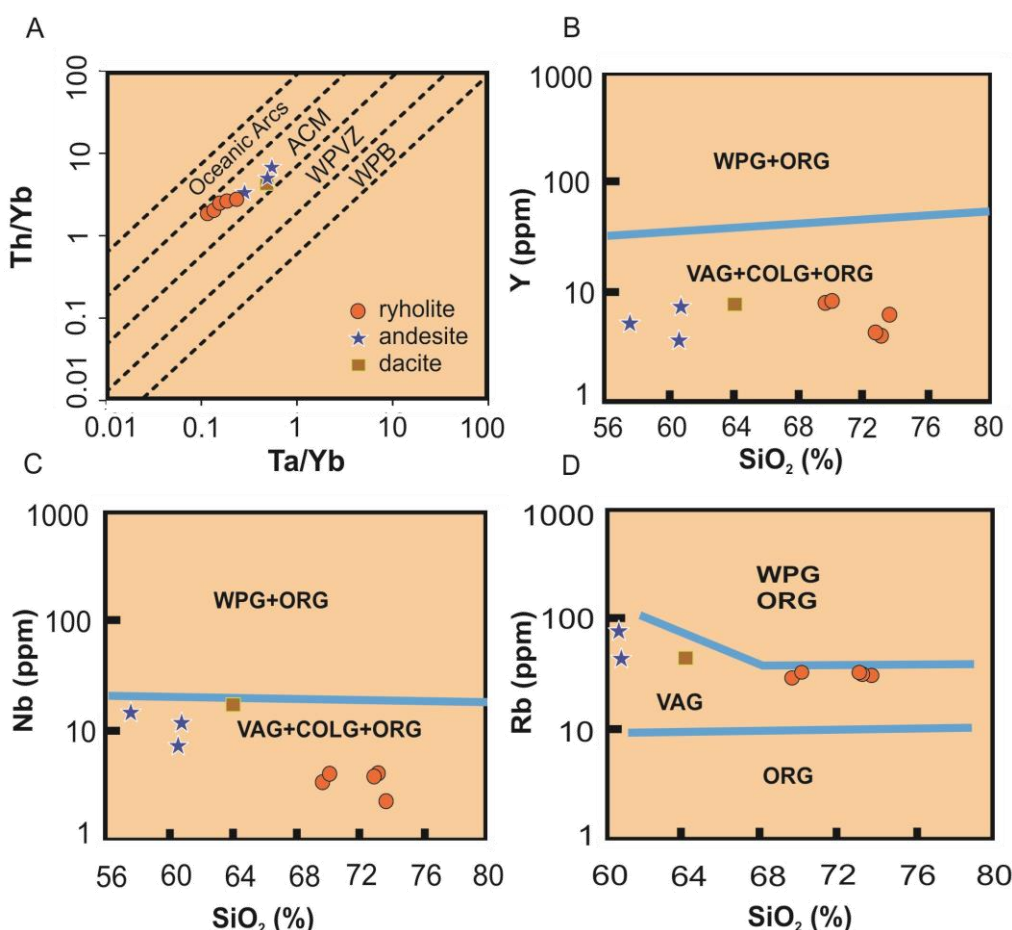 A
Th/Yb
100
10
1
0.1
0.01
Oceanic Arcs
ACM
WPVZ
WPB
ryholite
andesite
dacite
0.01 0.1 1 10 100
Ta/Yb
B
Y (ppm)
1000
100
10
1
WPG+ORG
VAG+COLG+ORG
56 60 64 68 72 76 80
SiO₂ (%)
C
Nb (ppm)
1000
100
10
1
WPG+ORG
VAG+COLG+ORG
56 60 64 68 72 76 80
SiO₂ (%)
D
Rb (ppm)
1000
100
10
1
WPG
ORG
VAG
ORG
60 64 68 72 76 80
SiO₂ (%)